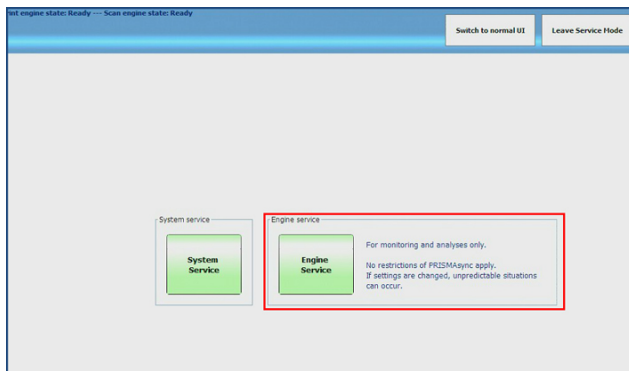 int engine state: Ready --- Scan engine state: Ready
Switch to normal UI
Leave Service Mode
System service
System
Service
Engine service
Engine
Service
For monitoring and analyses only.
No restrictions of PRISMAsync apply.
If settings are changed, unpredictable situations
can occur.